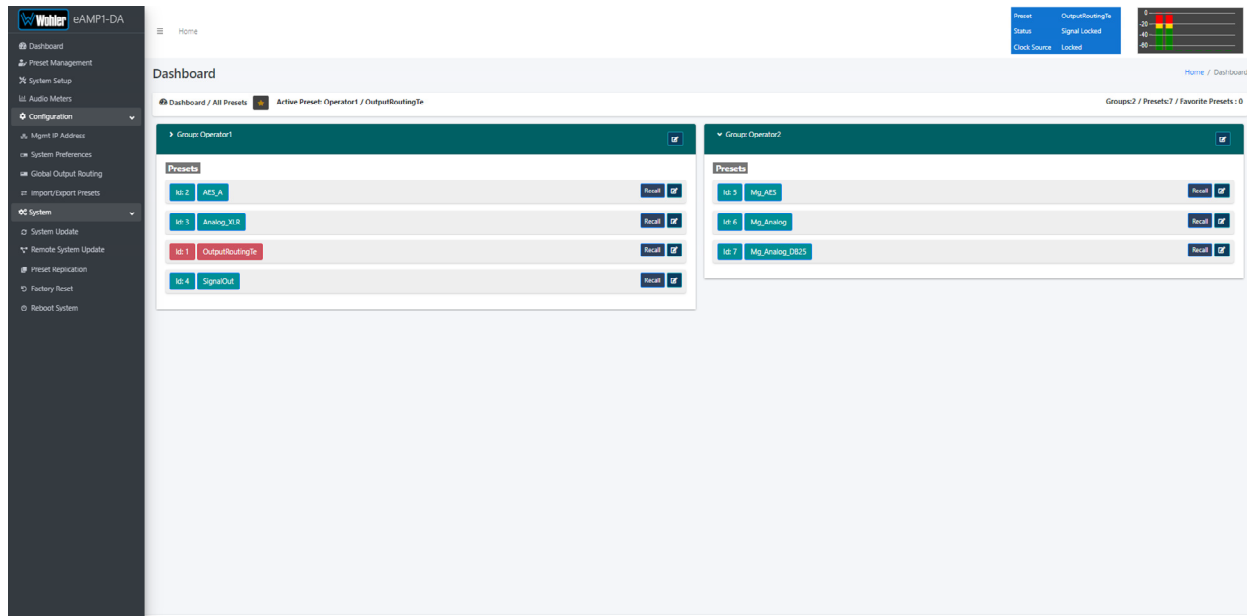 Wohler eAMP1-DA
Dashboard
Preset Management
System Setup
Audio Meters
Configuration
Mgmt IP Address
System Preferences
Global Output Routing
Import/Export Presets
System
System Update
Remote System Update
Preset Replication
Factory Reset
Reboot System
Home
Preset OutputRoutingTe
Status Signal Locked
Clock Source Locked
0
-20
-40
-60
Dashboard
Home / Dashboard
Dashboard / All Presets Active Preset: Operator1 / OutputRoutingTe
Groups:2 / Presets:7 / Favorite Presets : 0
Group: Operator1
Presets
Id: 2 AES_A Recall
Id: 3 Analog_XLR Recall
Id: 1 OutputRoutingTe Recall
Id: 4 SignalOut Recall
Group: Operator2
Presets
Id: 5 Mg_AES Recall
Id: 6 Mg_Analog Recall
Id: 7 Mg_Analog_DB25 Recall